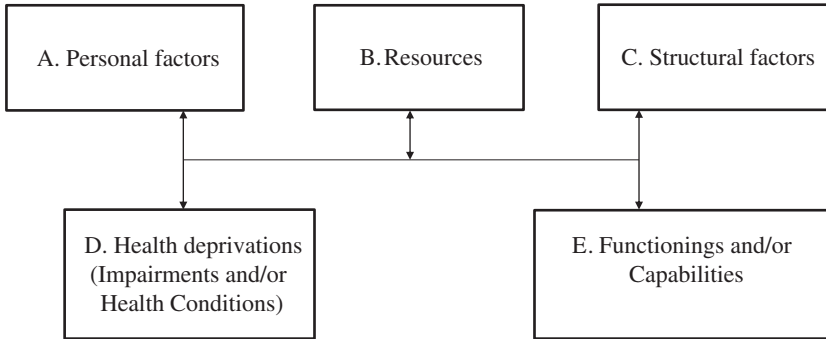 A. Personal factors
B. Resources
C. Structural factors
D. Health deprivations
(Impairments and/or
Health Conditions)
E. Functionings and/or
Capabilities